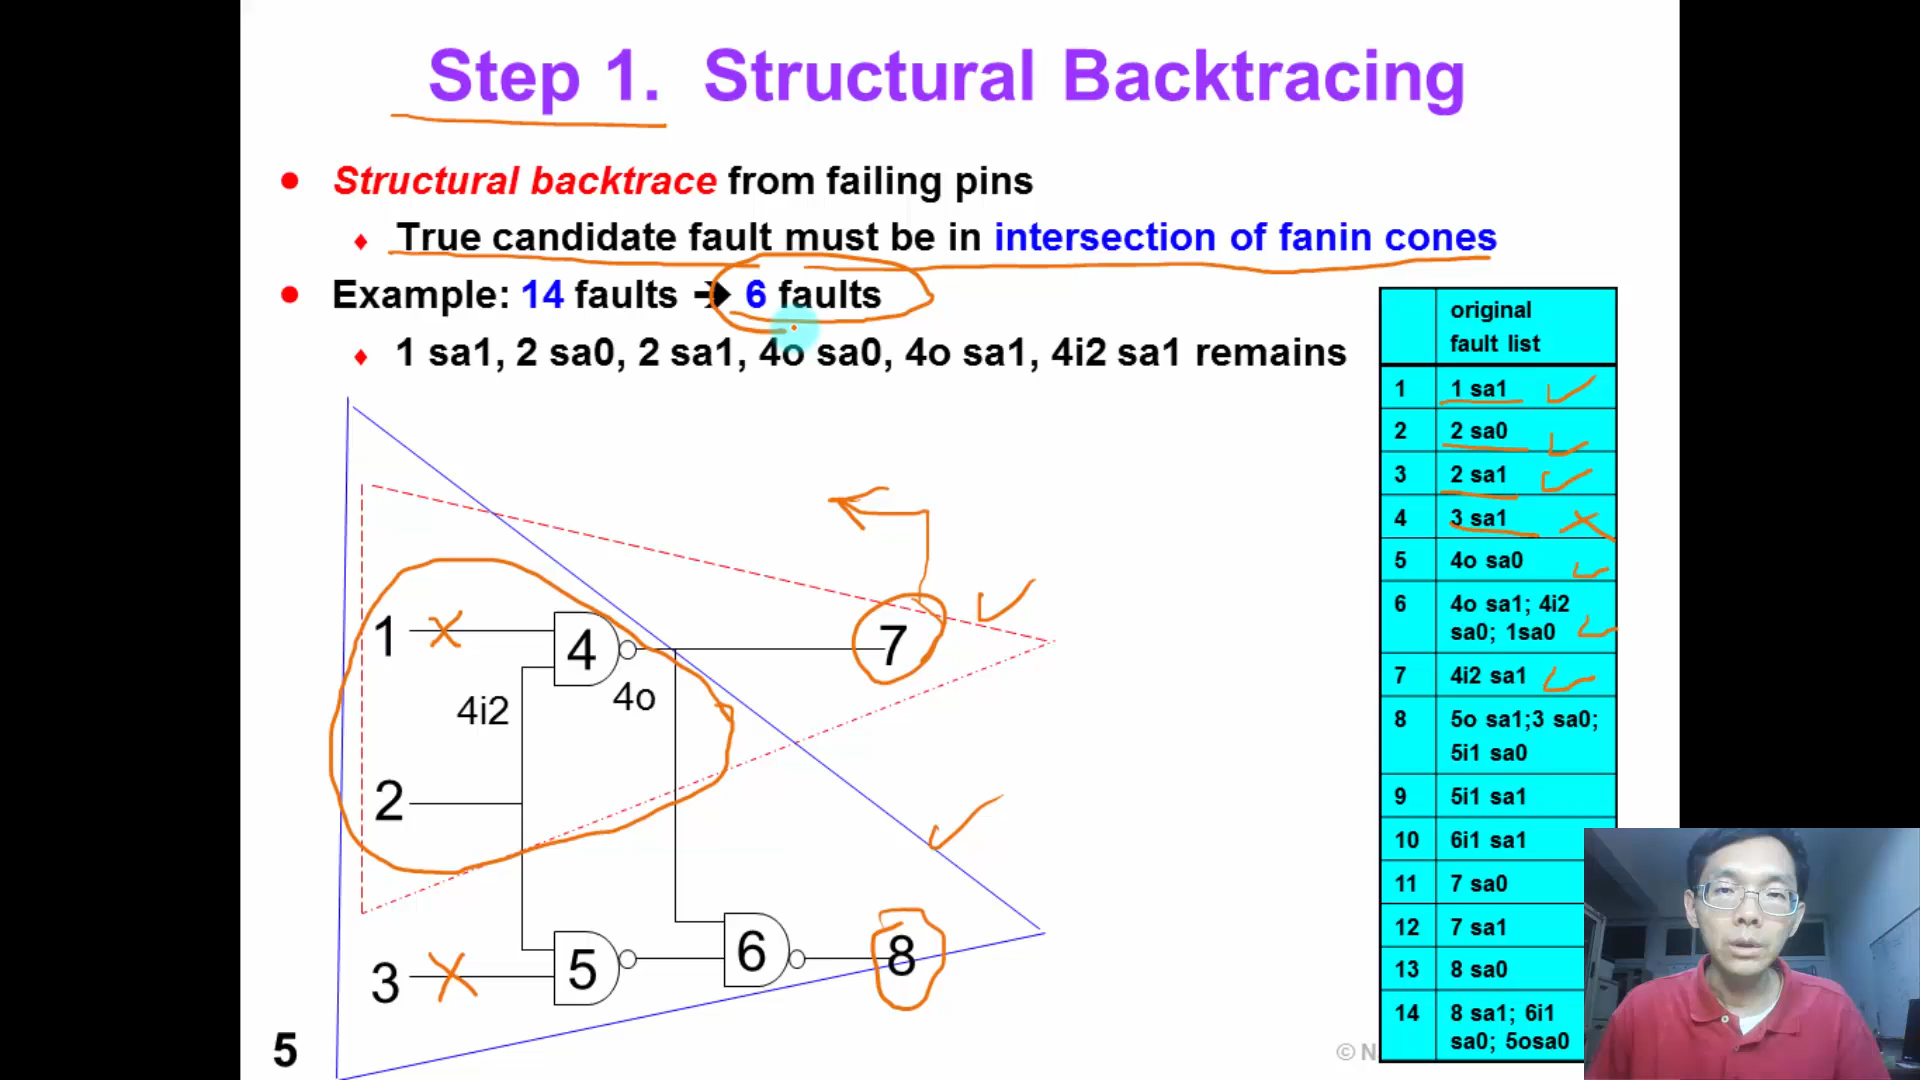 Step 1. Structural Backtracing
Structural backtrace from failing pins
True candidate fault must be in intersection of fanin cones
Example: 14 faults ➔ 6 faults
1 sa1, 2 sa0, 2 sa1, 4o sa0, 4o sa1, 4i2 sa1 remains
original
fault list
1 1 sa1
2 2 sa0
3 2 sa1
4 3 sa1
5 4o sa0
6 4o sa1; 4i2
sa0; 1sa0
7 4i2 sa1
8 5o sa1;3 sa0;
5i1 sa0
9 5i1 sa1
10 6i1 sa1
11 7 sa0
12 7 sa1
13 8 sa0
14 8 sa1; 6i1
sa0; 5osa0
1
4
7
4i2
4o
2
3
5
6
8
5